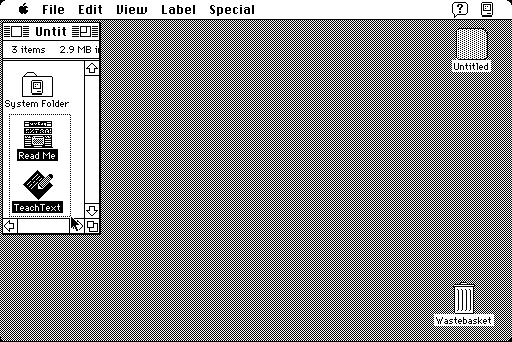 File Edit View Label Special
Untit
3 items 2.9 MB i
Untitled
System Folder
Read Me
TeachText
Wastebasket